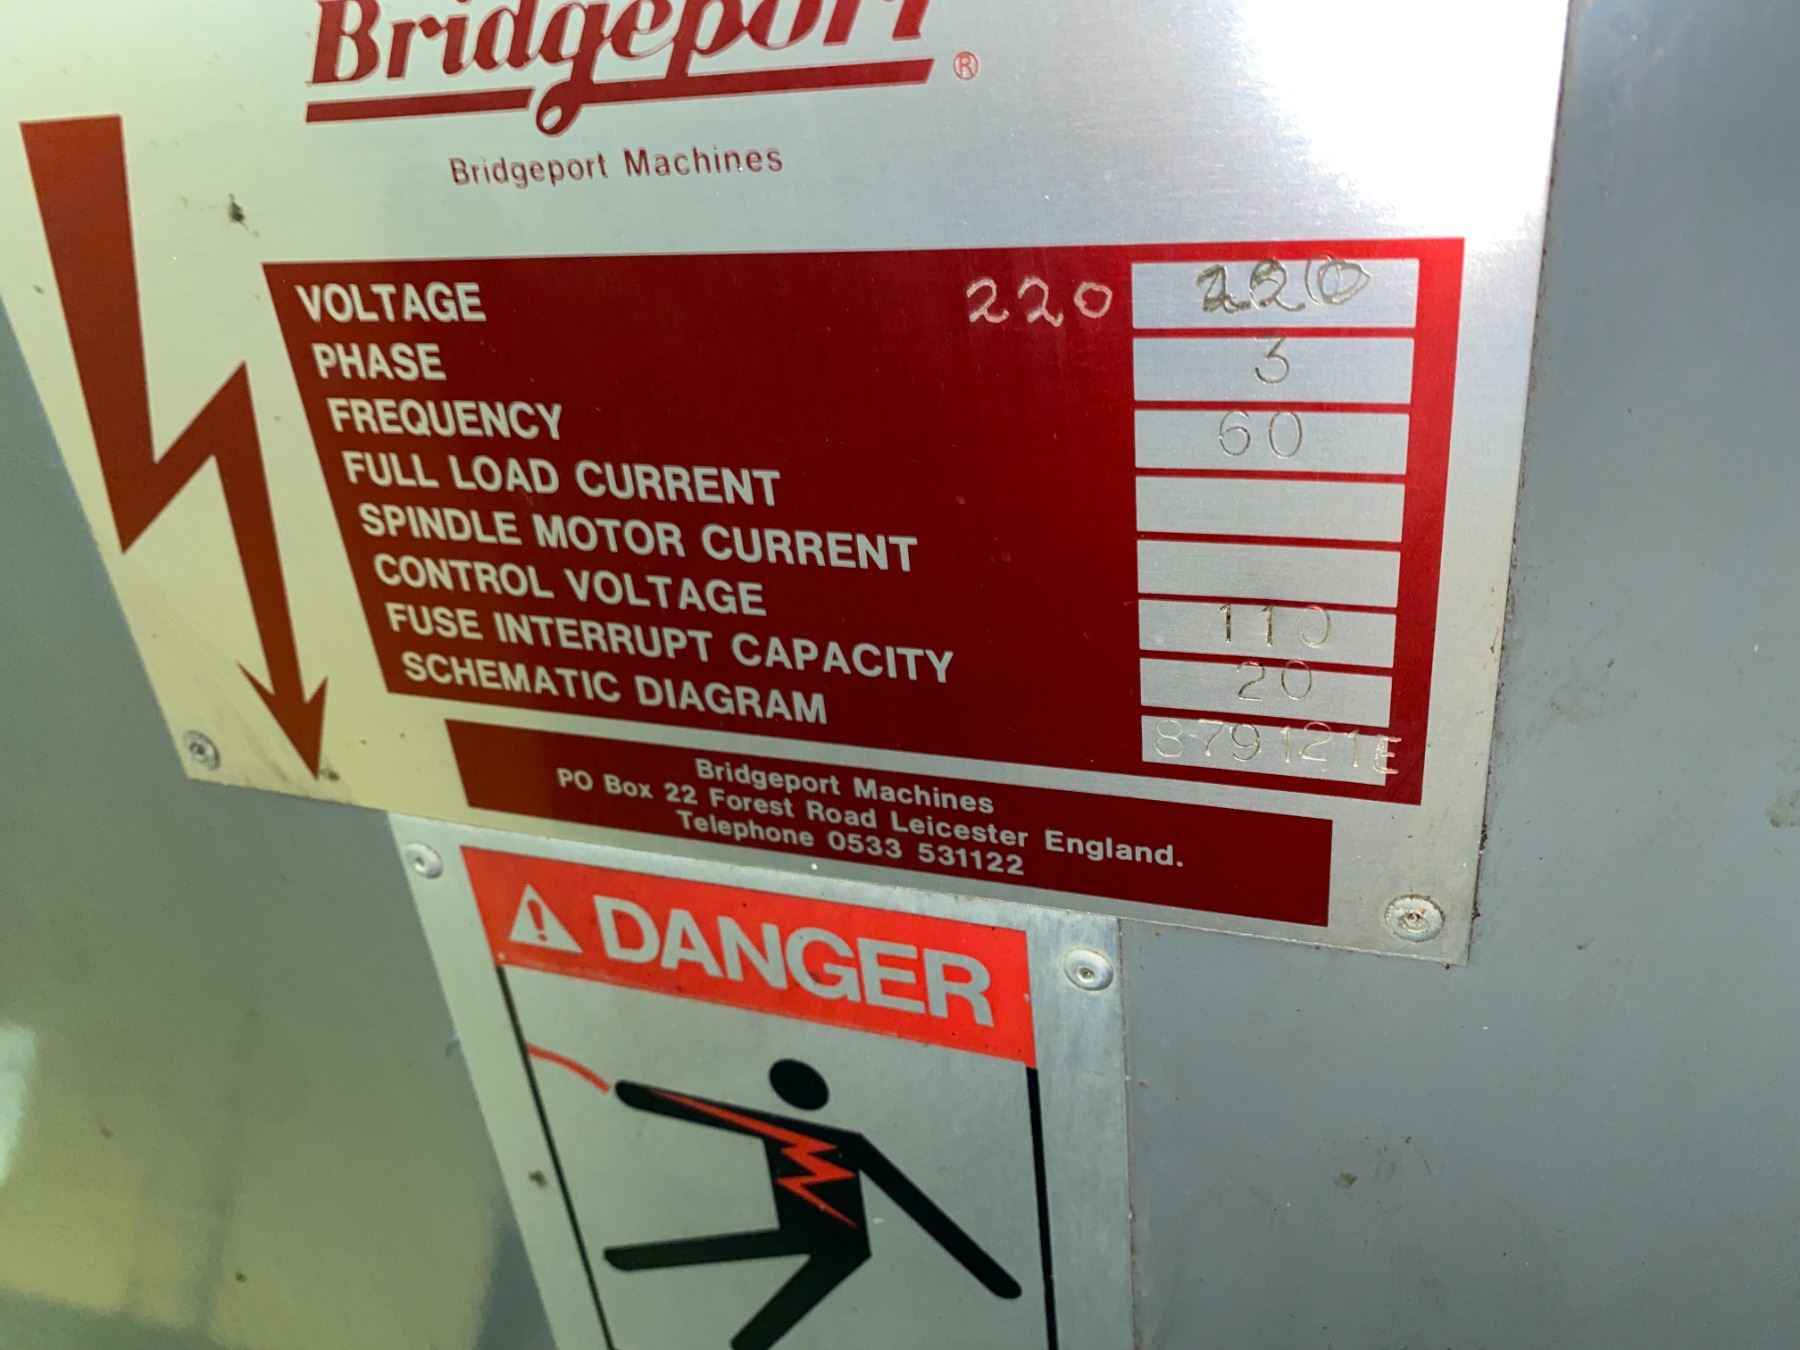 Bridgeport ®
Bridgeport Machines
VOLTAGE 220 220
PHASE 3
FREQUENCY 60
FULL LOAD CURRENT
SPINDLE MOTOR CURRENT
CONTROL VOLTAGE 110
FUSE INTERRUPT CAPACITY 20
SCHEMATIC DIAGRAM 879121E
Bridgeport Machines
PO Box 22 Forest Road Leicester England.
Telephone 0533 531122
DANGER